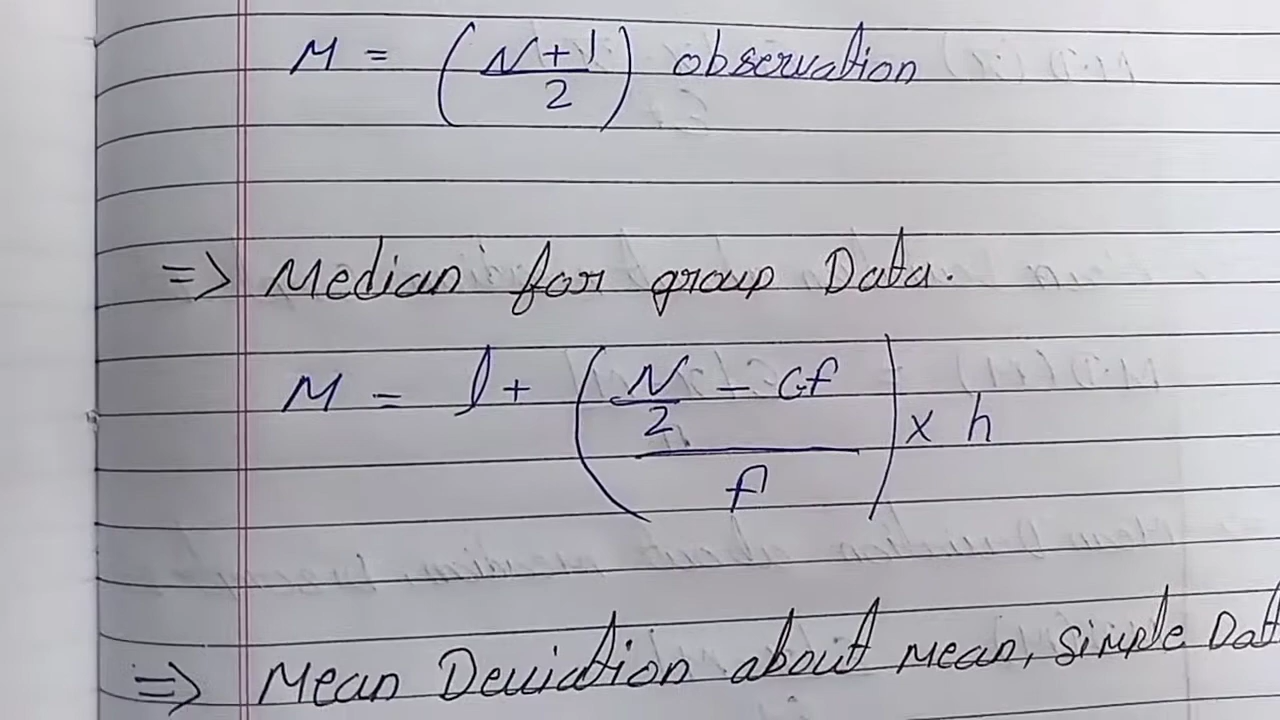 M = (N+1/2) observation
=> Median for group Data.
M = l + (N/2 - Cf / f) x h
=> Mean Deviation about mean, simple Dat